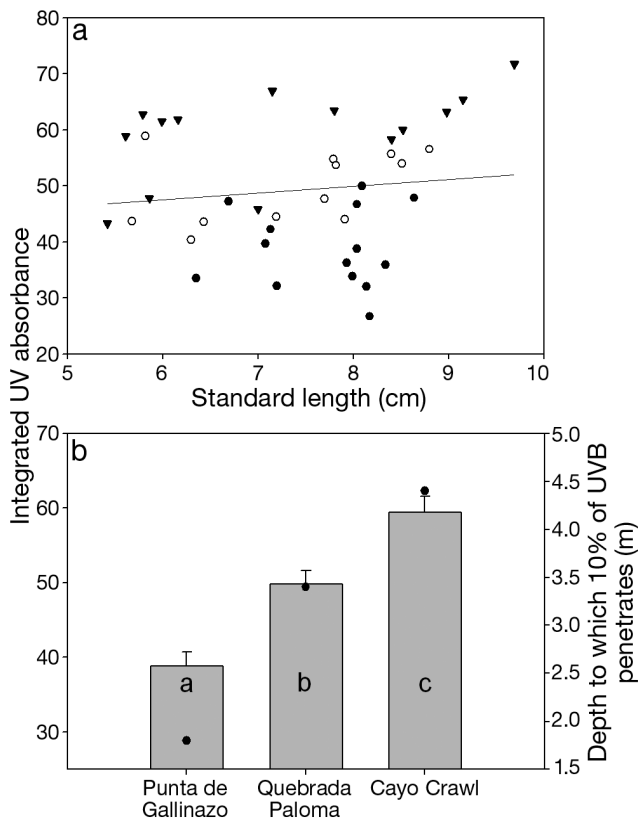 a
80
70
60
50
40
30
20
5
6
7
8
9
10
Standard length (cm)
Integrated UV absorbance
b
70
60
50
40
30
5.0
4.5
4.0
3.5
3.0
2.5
2.0
1.5
Depth to which 10% of UVB
penetrates (m)
a
b
c
Punta de
Gallinazo
Quebrada
Paloma
Cayo Crawl